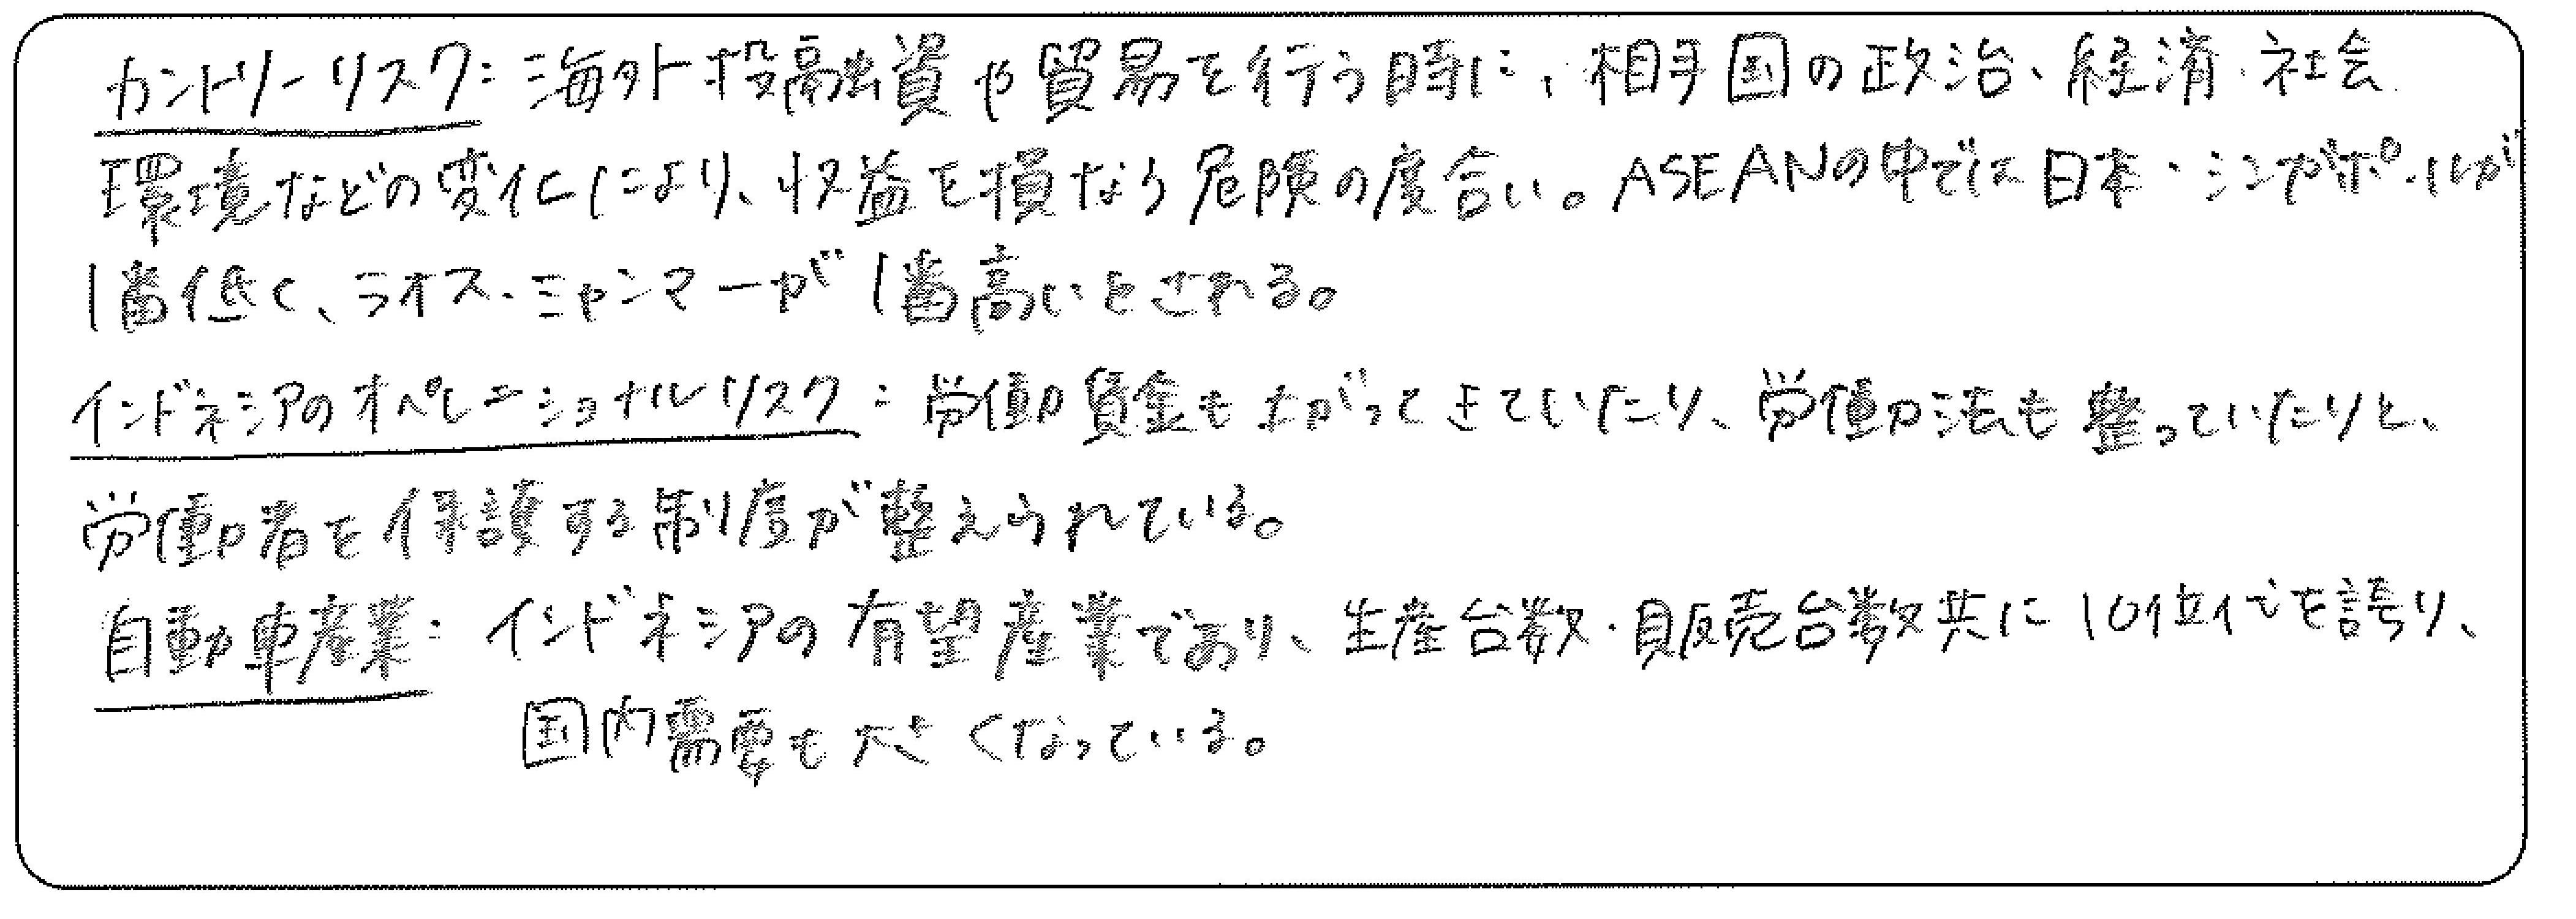 カントリーリスク：海外投融資や貿易を行う時に、相手国の政治、経済・社会
環境などの変化により、収益を損なう危険の度合い。ASEANの中では日本・シンガポールが
1番低く、ラオス・ミャンマーが1番高いとされる。
インドネシアのオペレーショナルリスク：労働賃金も上がってきていたり、労働法も整っていたりと、
労働者を保護する制度が整えられている。
自動車産業：インドネシアの有望産業であり、生産台数・販売台数共に10位代を誇り、
国内需要も大きくなっている。